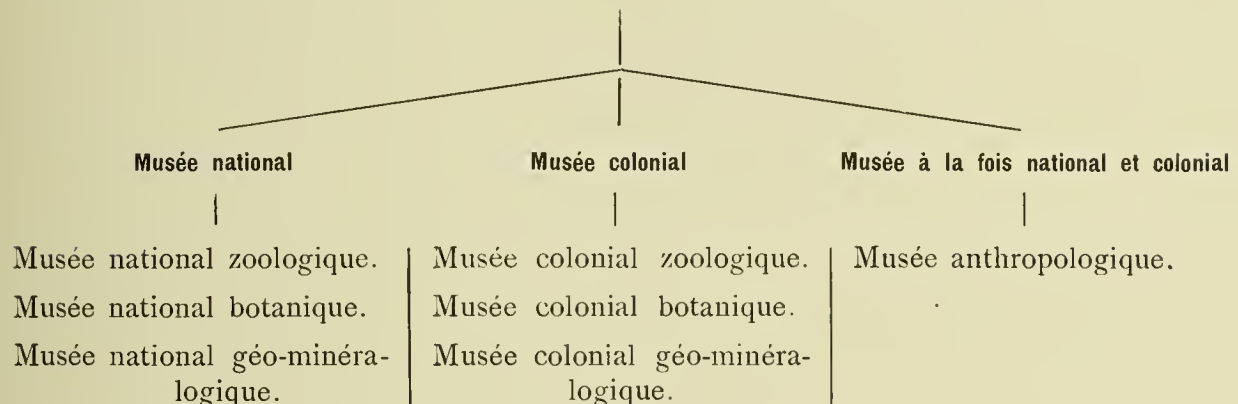 Musée national
Musée colonial
Musée à la fois national et colonial
Musée national zoologique.
Musée national botanique.
Musée national géo-minéra-
logique.
Musée colonial zoologique.
Musée colonial botanique.
Musée colonial géo-minéra-
logique.
Musée anthropologique.